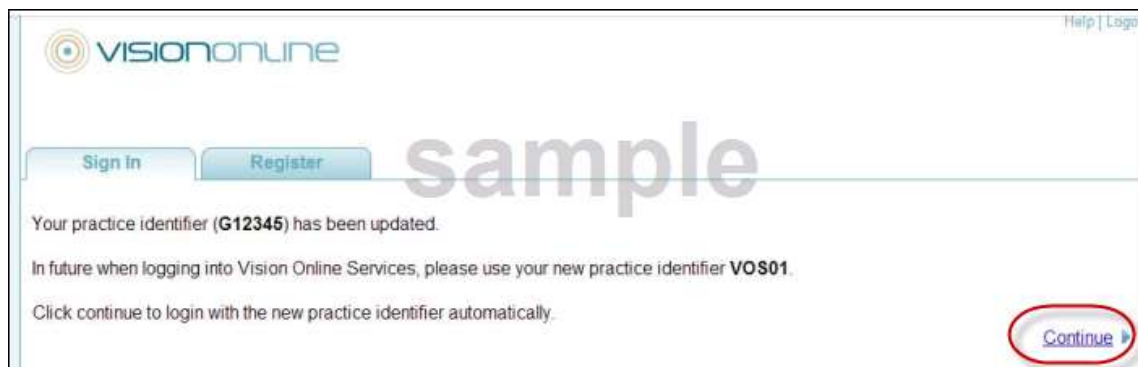 Help | Logo
visiononline
sample
Sign In
Register
Your practice identifier (G12345) has been updated.
In future when logging into Vision Online Services, please use your new practice identifier VOS01.
Click continue to login with the new practice identifier automatically.
Continue